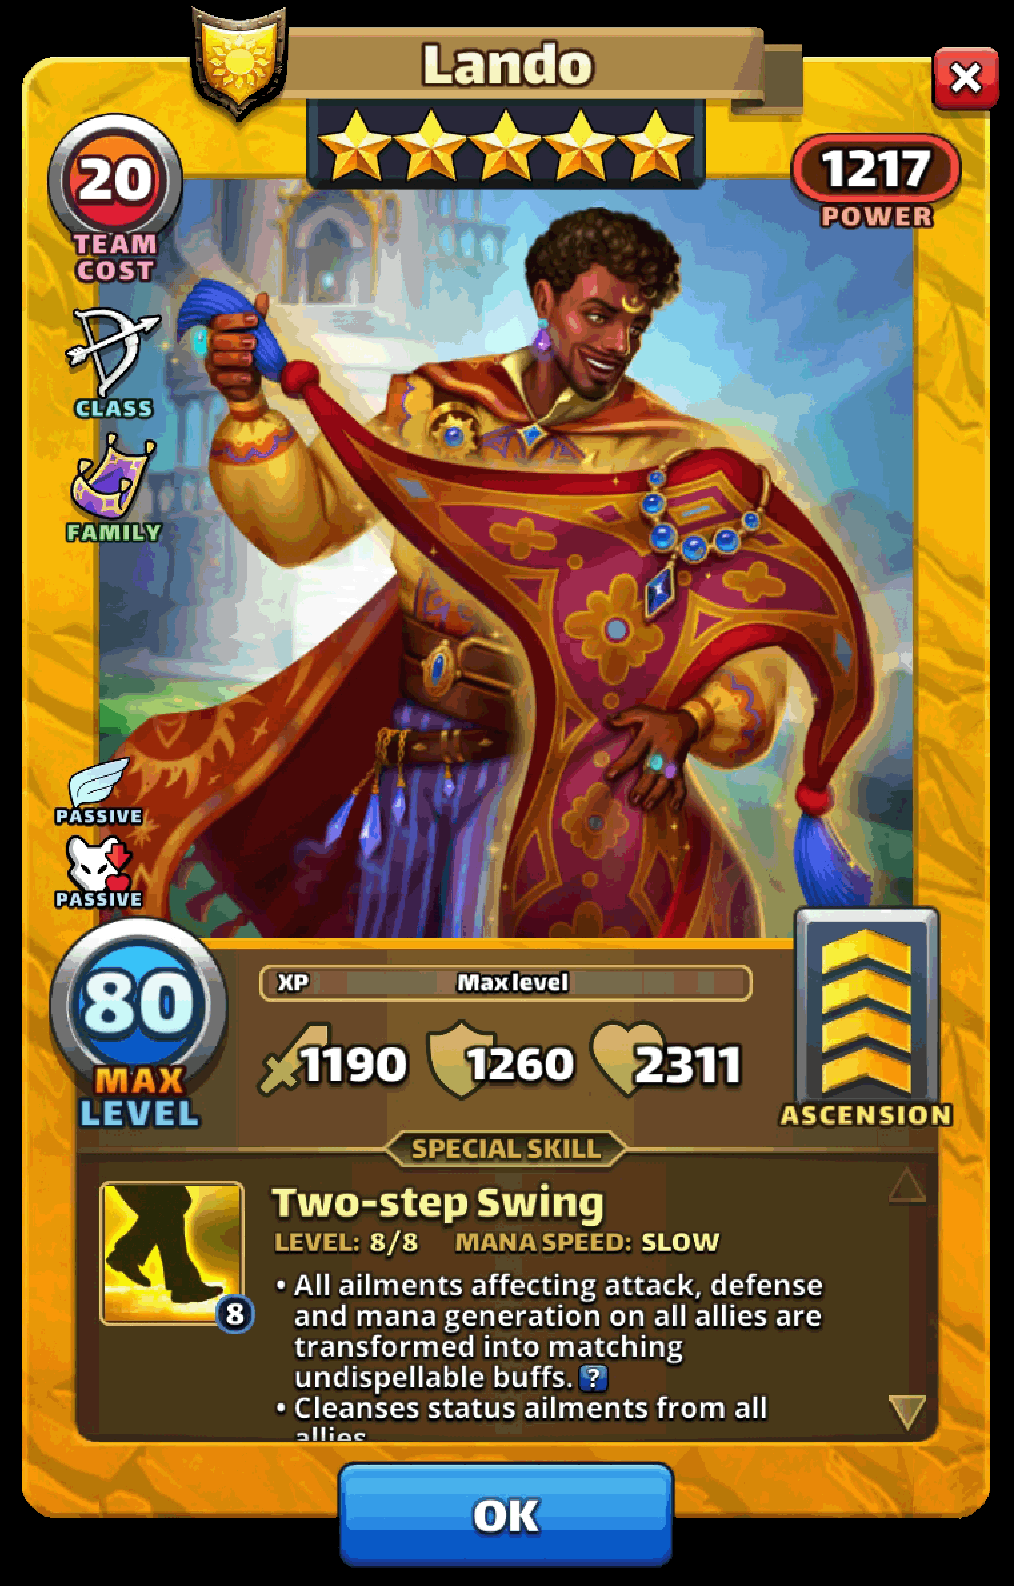 Lando
20
TEAM
COST
1217
POWER
CLASS
FAMILY
PASSIVE
PASSIVE
80
MAX
LEVEL
XP Max level
1190 1260 2311
ASCENSION
SPECIAL SKILL
Two-step Swing
LEVEL: 8/8 MANA SPEED: SLOW
8
• All ailments affecting attack, defense
and mana generation on all allies are
transformed into matching
undispellable buffs. ?
• Cleanses status ailments from all
allies
OK